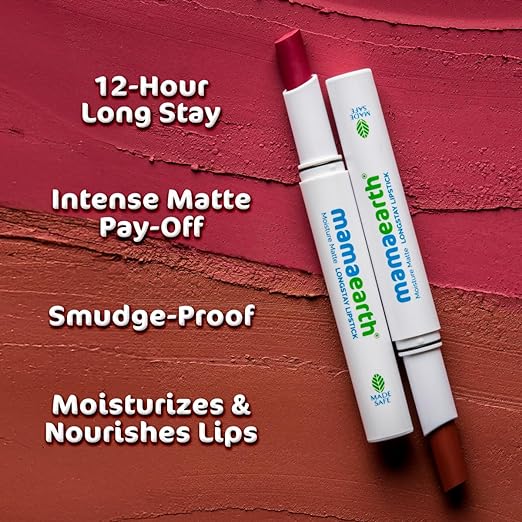 12-Hour
Long Stay
Intense Matte
Pay-Off
Smudge-Proof
Moisturizes &
Nourishes Lips
mamaearth®
Moisture Matte LONGSTAY LIPSTICK
MADE
SAFE
mamaearth®
Moisture Matte LONGSTAY LIPSTICK
MADE
SAFE